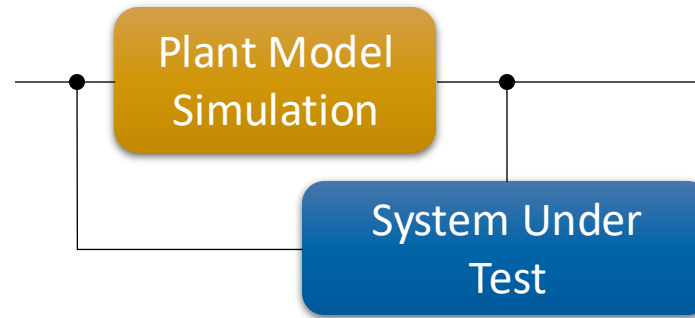 Plant Model
Simulation
System Under
Test